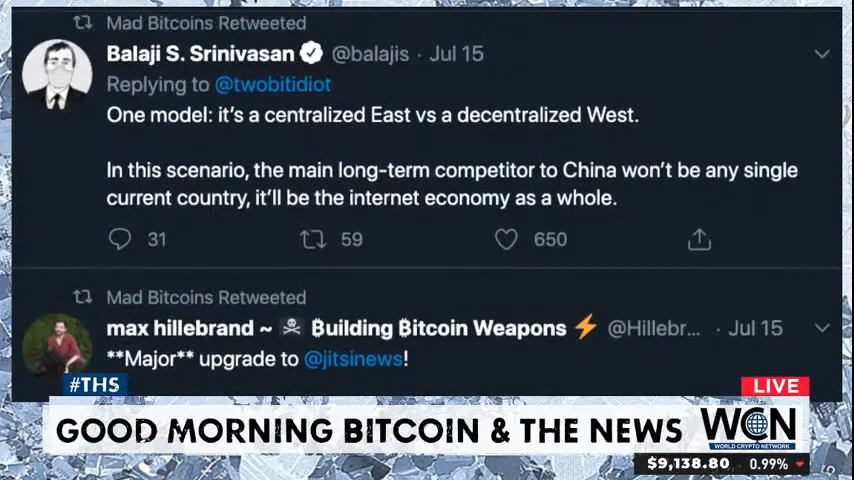 Mad Bitcoins Retweeted
Balaji S. Srinivasan @balajis · Jul 15
Replying to @twobitidiot
One model: it's a centralized East vs a decentralized West.
In this scenario, the main long-term competitor to China won't be any single
current country, it'll be the internet economy as a whole.
31 59 650
Mad Bitcoins Retweeted
max hillebrand ~ ☠ ₿uilding ₿itcoin Weapons ⚡ @Hillebr... · Jul 15
**Major** upgrade to @jitsinews!
#THS
LIVE
GOOD MORNING BITCOIN & THE NEWS
WCN
WORLD CRYPTO NETWORK
$9,138.80 0.99%